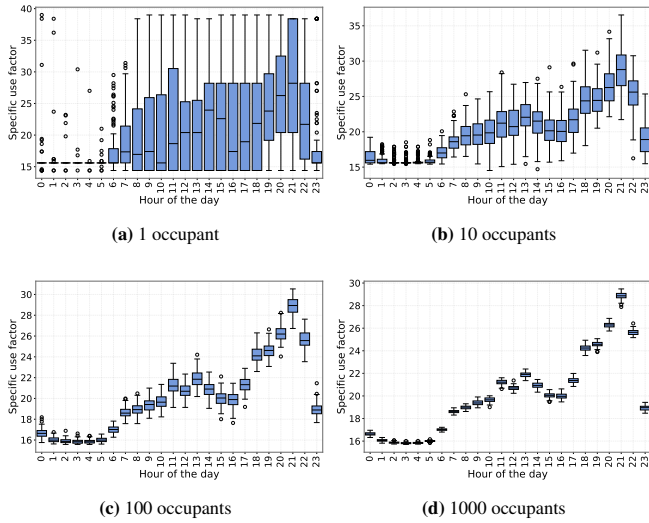 40
35
30
25
20
15
Specific use factor
0 1 2 3 4 5 6 7 8 9 10 11 12 13 14 15 16 17 18 19 20 21 22 23
Hour of the day
(a) 1 occupant
35
30
25
20
15
Specific use factor
0 1 2 3 4 5 6 7 8 9 10 11 12 13 14 15 16 17 18 19 20 21 22 23
Hour of the day
(b) 10 occupants
30
28
26
24
22
20
18
16
Specific use factor
0 1 2 3 4 5 6 7 8 9 10 11 12 13 14 15 16 17 18 19 20 21 22 23
Hour of the day
(c) 100 occupants
30
28
26
24
22
20
18
16
Specific use factor
0 1 2 3 4 5 6 7 8 9 10 11 12 13 14 15 16 17 18 19 20 21 22 23
Hour of the day
(d) 1000 occupants